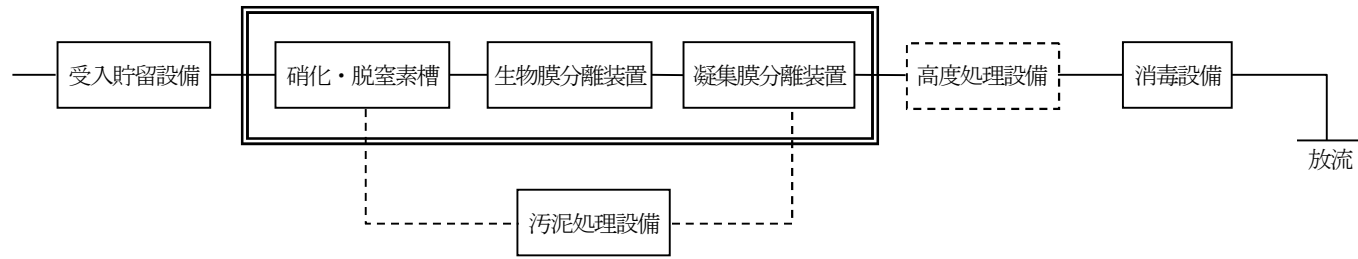 受入貯留設備
硝化・脱窒素槽
生物膜分離装置
凝集膜分離装置
高度処理設備
消毒設備
放流
汚泥処理設備